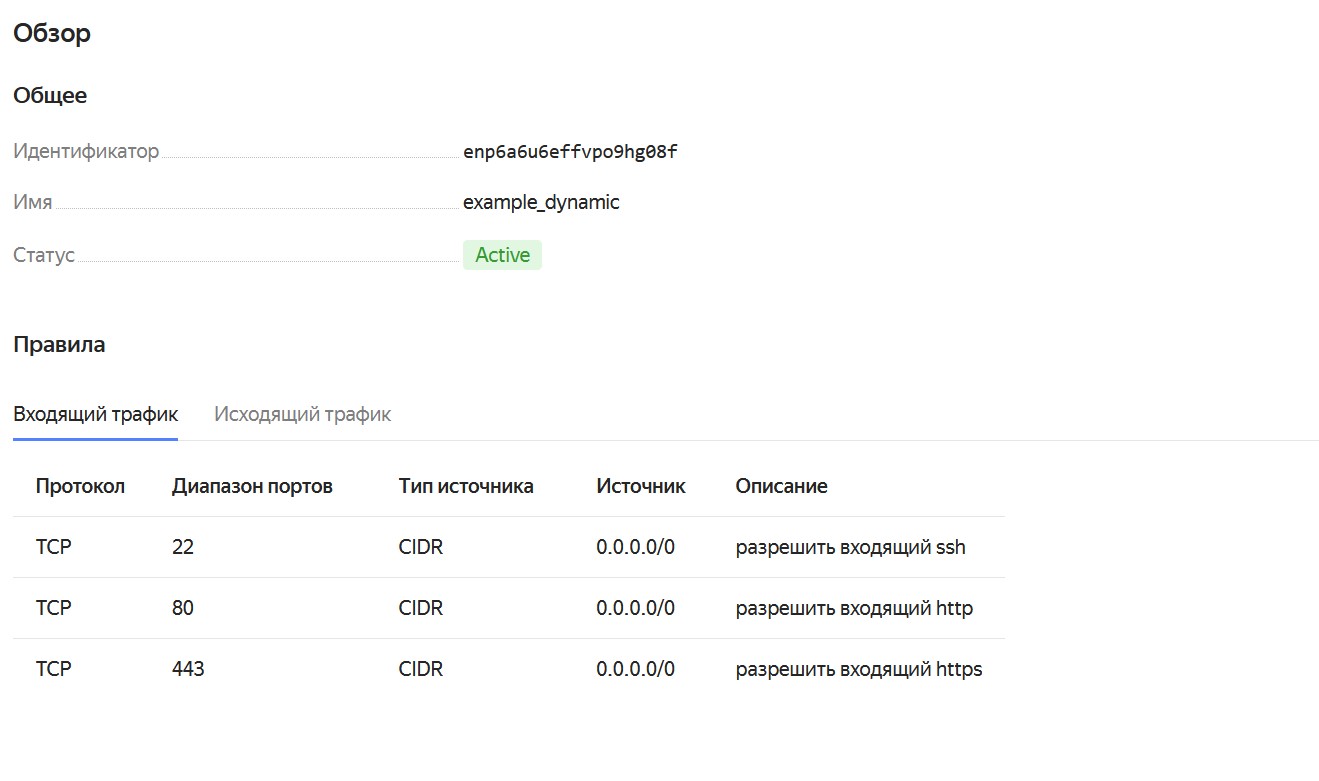 Обзор
Общее
Идентификатор enp6a6u6effvpo9hg08f
Имя example_dynamic
Статус Active
Правила
Входящий трафик Исходящий трафик
Протокол Диапазон портов Тип источника Источник Описание
TCP 22 CIDR 0.0.0.0/0 разрешить входящий ssh
TCP 80 CIDR 0.0.0.0/0 разрешить входящий http
TCP 443 CIDR 0.0.0.0/0 разрешить входящий https